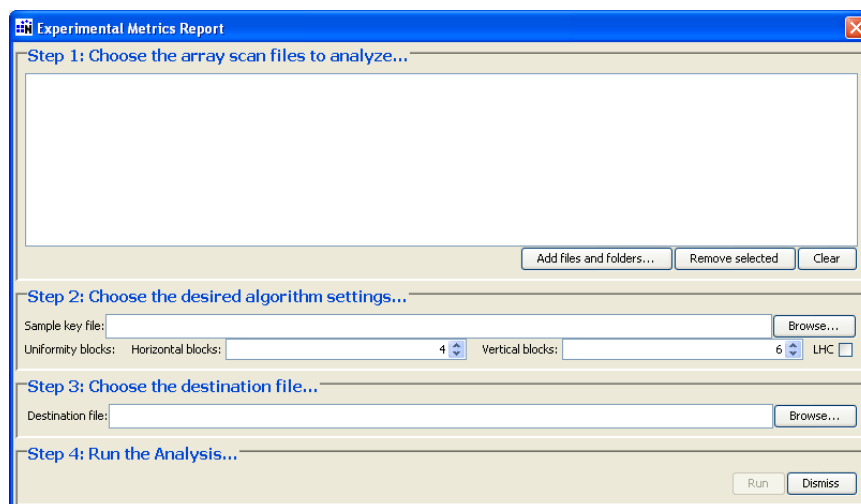 Experimental Metrics Report
Step 1: Choose the array scan files to analyze...
Add files and folders... Remove selected Clear
Step 2: Choose the desired algorithm settings...
Sample key file: Browse...
Uniformity blocks: Horizontal blocks: 4 Vertical blocks: 6 LHC
Step 3: Choose the destination file...
Destination file: Browse...
Step 4: Run the Analysis...
Run Dismiss